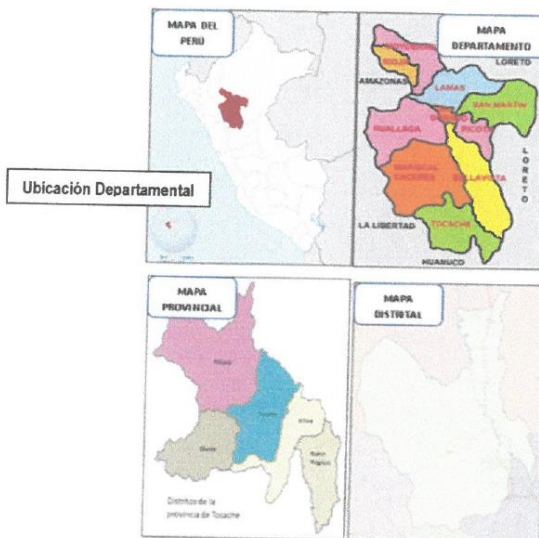 MAPA DEL
PERÚ
MAPA
DEPARTAMENTO
RIOJA
LORETO
AMAZONAS
LAMAS
SAN MARTIN
HUALLAGA
PICOTA
LORETO
Ubicación Departamental
MARISCAL
CACERES
BELLAVISTA
LA LIBERTAD
TOCACHE
HUANUCO
MAPA
PROVINCIAL
MAPA
DISTRITAL
Distritos de la
provincia de Tocache